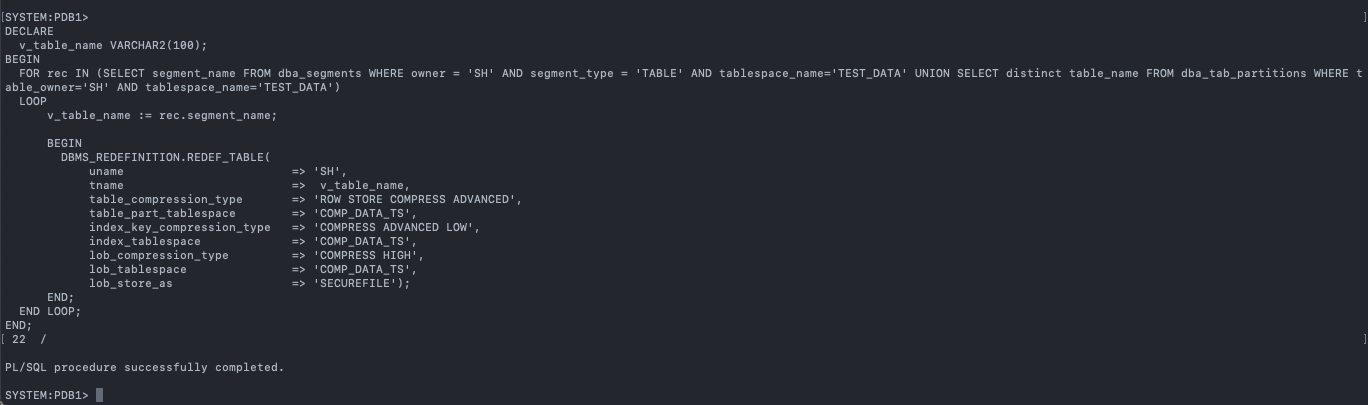 [SYSTEM:PDB1> ]
DECLARE
  v_table_name VARCHAR2(100);
BEGIN
  FOR rec IN (SELECT segment_name FROM dba_segments WHERE owner = 'SH' AND segment_type = 'TABLE' AND tablespace_name='TEST_DATA' UNION SELECT distinct table_name FROM dba_tab_partitions WHERE t
able_owner='SH' AND tablespace_name='TEST_DATA')
  LOOP
      v_table_name := rec.segment_name;
      BEGIN
        DBMS_REDEFINITION.REDEF_TABLE(
            uname                        => 'SH',
            tname                        =>  v_table_name,
            table_compression_type       => 'ROW STORE COMPRESS ADVANCED',
            table_part_tablespace        => 'COMP_DATA_TS',
            index_key_compression_type   => 'COMPRESS ADVANCED LOW',
            index_tablespace             => 'COMP_DATA_TS',
            lob_compression_type         => 'COMPRESS HIGH',
            lob_tablespace               => 'COMP_DATA_TS',
            lob_store_as                 => 'SECUREFILE');
      END;
  END LOOP;
END;
[ 22  / ]
PL/SQL procedure successfully completed.
SYSTEM:PDB1>